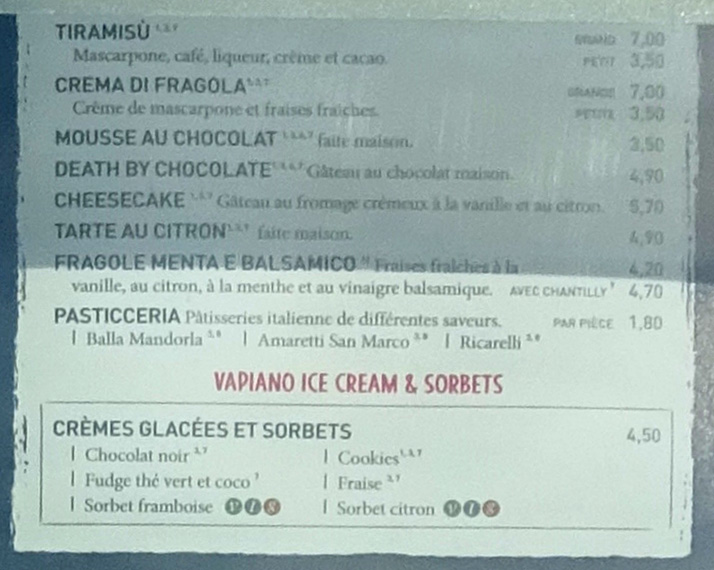 TIRAMISÙ GRAND 7,00
Mascarpone, café, liqueur, crème et cacao. PETIT 3,50
CREMA DI FRAGOLA GRANDE 7,00
Crème de mascarpone et fraises fraîches. PETITE 3,50
MOUSSE AU CHOCOLAT faite maison. 3,50
DEATH BY CHOCOLATE Gâteau au chocolat maison. 4,90
CHEESECAKE Gâteau au fromage crémeux à la vanille et au citron. 5,70
TARTE AU CITRON faite maison. 4,90
FRAGOLE MENTA E BALSAMICO Fraises fraîches à la 4,20
vanille, au citron, à la menthe et au vinaigre balsamique. AVEC CHANTILLY 4,70
PASTICCERIA Pâtisseries italienne de différentes saveurs. PAR PIÈCE 1,80
| Balla Mandorla | Amaretti San Marco | Ricarelli
VAPIANO ICE CREAM & SORBETS
CRÈMES GLACÉES ET SORBETS 4,50
| Chocolat noir | Cookies
| Fudge thé vert et coco | Fraise
| Sorbet framboise | Sorbet citron